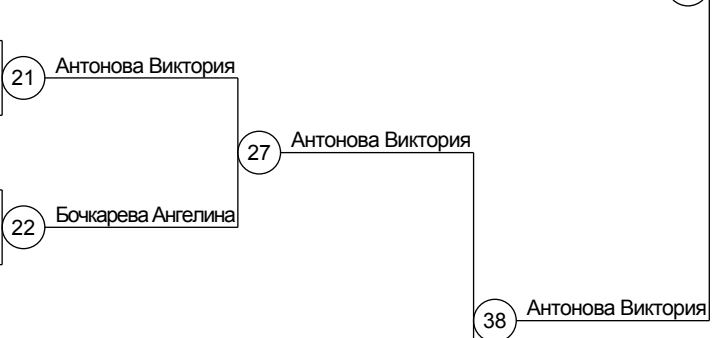 21 Антонова Виктория
27 Антонова Виктория
22 Бочкарева Ангелина
38 Антонова Виктория